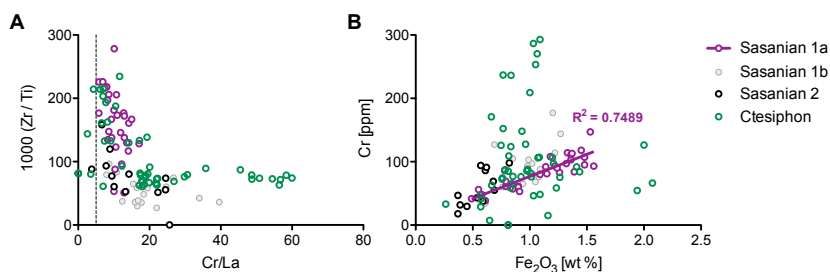 A
1000 (Zr / Ti)
300
200
100
0
0
20
40
60
80
Cr/La
B
Cr [ppm]
300
200
100
0
0.0
0.5
1.0
1.5
2.0
2.5
Fe₂O₃ [wt %]
R² = 0.7489
Sasanian 1a
Sasanian 1b
Sasanian 2
Ctesiphon